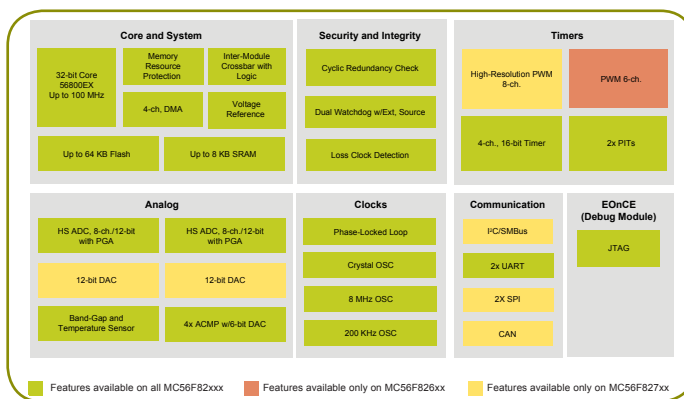 Core and System
32-bit Core
56800EX
Up to 100 MHz
Memory
Resource
Protection
Inter-Module
Crossbar with
Logic
4-ch, DMA
Voltage
Reference
Up to 64 KB Flash
Up to 8 KB SRAM
Security and Integrity
Cyclic Redundancy Check
Dual Watchdog w/Ext, Source
Loss Clock Detection
Timers
High-Resolution PWM
8-ch.
PWM 6-ch.
4-ch., 16-bit Timer
2x PITs
Analog
HS ADC, 8-ch./12-bit
with PGA
HS ADC, 8-ch./12-bit
with PGA
12-bit DAC
12-bit DAC
Band-Gap and
Temperature Sensor
4x ACMP w/6-bit DAC
Clocks
Phase-Locked Loop
Crystal OSC
8 MHz OSC
200 KHz OSC
Communication
I²C/SMBus
2x UART
2X SPI
CAN
EOnCE
(Debug Module)
JTAG
Features available on all MC56F82xxx
Features available only on MC56F826xx
Features available only on MC56F827xx